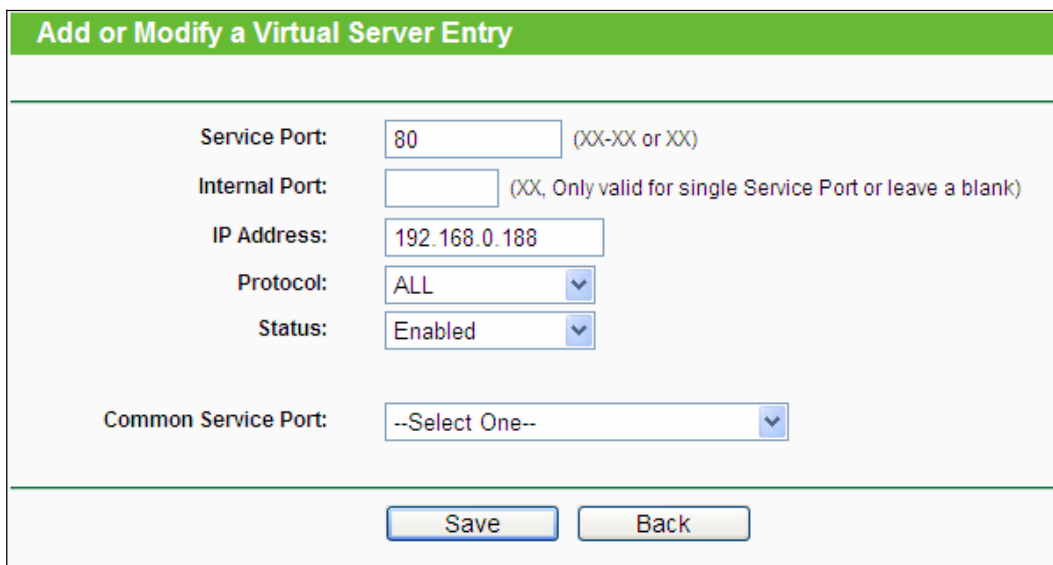 Add or Modify a Virtual Server Entry
Service Port: 80 (XX-XX or XX)
Internal Port: (XX, Only valid for single Service Port or leave a blank)
IP Address: 192.168.0.188
Protocol: ALL
Status: Enabled
Common Service Port: --Select One--
Save Back